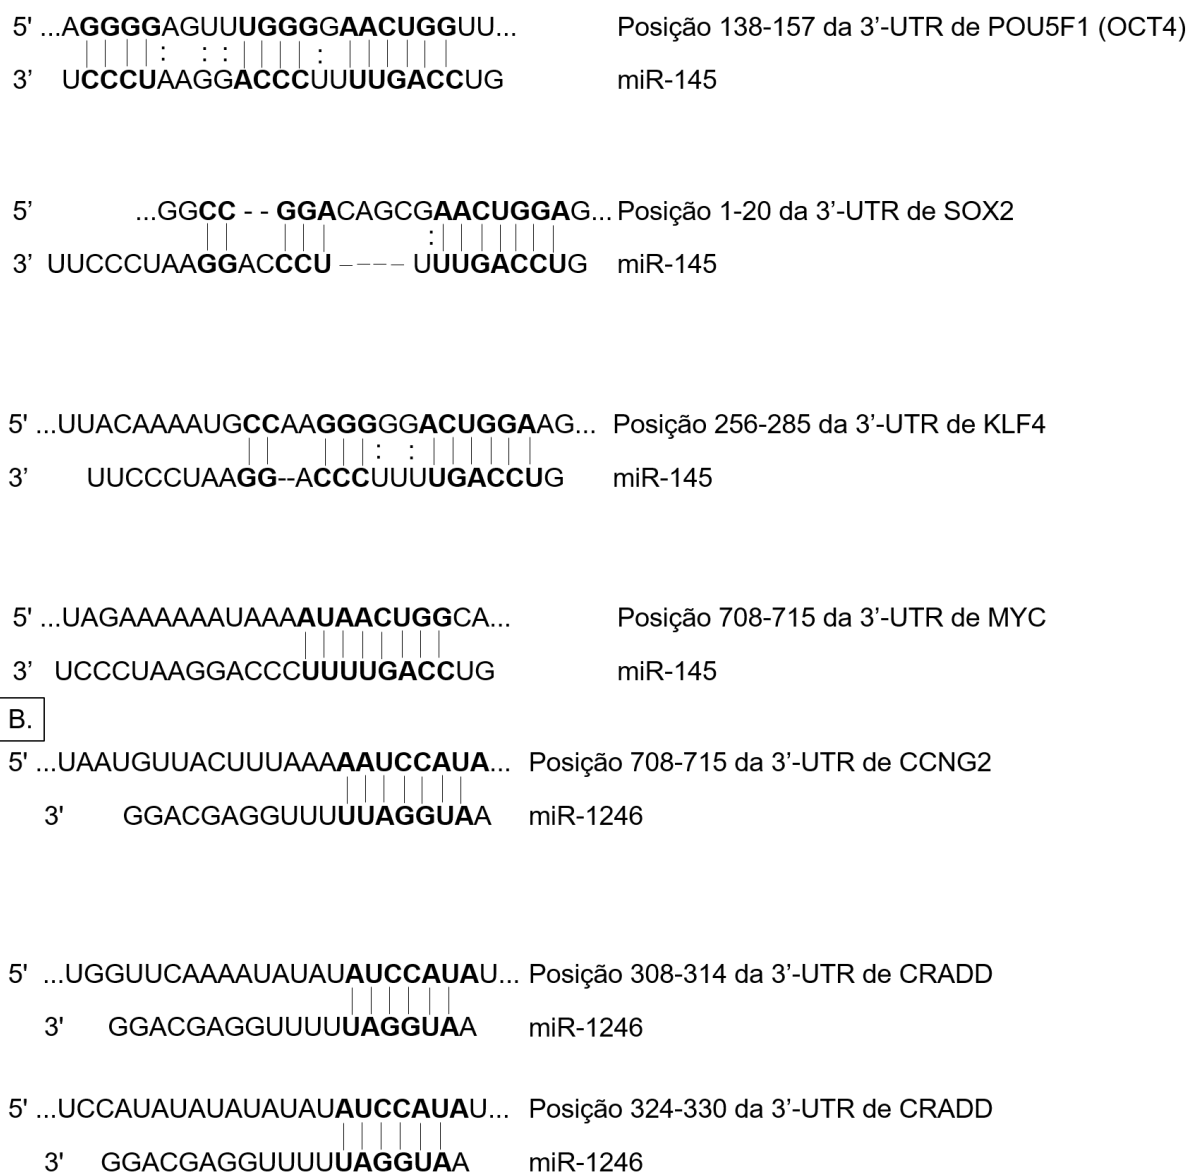 5' ...AGGGGAGUUUGGGGGAACUGGUU... Posição 138-157 da 3'-UTR de POU5F1 (OCT4)
3' UCCCUAAGGACCCUUUUGACCUG miR-145
5' ...GGCC - - GGACAGCGAACUGGAG... Posição 1-20 da 3'-UTR de SOX2
3' UUCCCUAAGGACCCU ---- UUUGACCUG miR-145
5' ...UUACAAAAUGCCAAGGGGGACUGGAAG... Posição 256-285 da 3'-UTR de KLF4
3' UUCCCUAAGG--ACCCUUUUGACCUG miR-145
5' ...UAGAAAAAAUAAAAUAACUGGCA... Posição 708-715 da 3'-UTR de MYC
3' UCCCUAAGGACCCUUUUGACCUG miR-145
B.
5' ...UAAUGUUACUUUAAAAAUCCAUA... Posição 708-715 da 3'-UTR de CCNG2
3' GGACGAGGUUUUUAGGUAA miR-1246
5' ...UGGUUCAAAAUAUAUAUCCAUAU... Posição 308-314 da 3'-UTR de CRADD
3' GGACGAGGUUUUUAGGUAA miR-1246
5' ...UCCAUAUAUAUAUAUAUCCAUAU... Posição 324-330 da 3'-UTR de CRADD
3' GGACGAGGUUUUUAGGUAA miR-1246